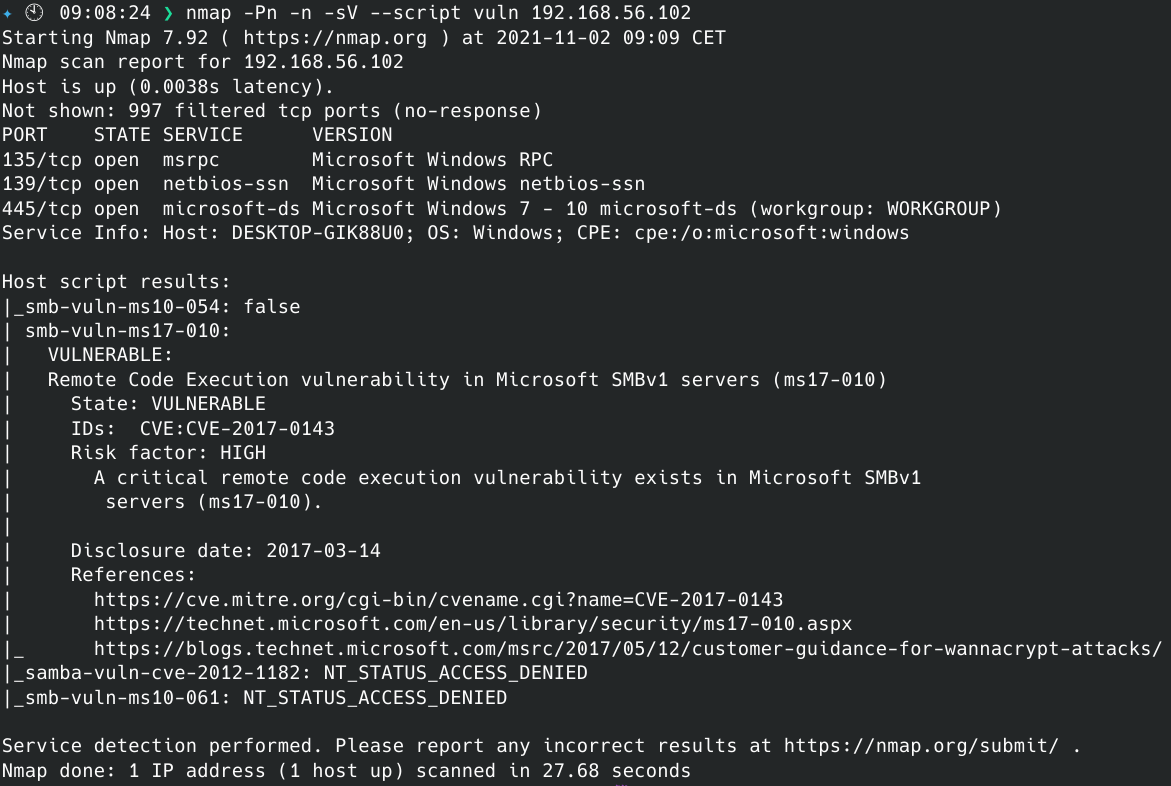 ✦ 🕙 09:08:24 ❯ nmap -Pn -n -sV --script vuln 192.168.56.102
Starting Nmap 7.92 ( https://nmap.org ) at 2021-11-02 09:09 CET
Nmap scan report for 192.168.56.102
Host is up (0.0038s latency).
Not shown: 997 filtered tcp ports (no-response)
PORT    STATE SERVICE      VERSION
135/tcp open  msrpc        Microsoft Windows RPC
139/tcp open  netbios-ssn  Microsoft Windows netbios-ssn
445/tcp open  microsoft-ds Microsoft Windows 7 - 10 microsoft-ds (workgroup: WORKGROUP)
Service Info: Host: DESKTOP-GIK88U0; OS: Windows; CPE: cpe:/o:microsoft:windows

Host script results:
|_smb-vuln-ms10-054: false
| smb-vuln-ms17-010:
|   VULNERABLE:
|   Remote Code Execution vulnerability in Microsoft SMBv1 servers (ms17-010)
|     State: VULNERABLE
|     IDs:  CVE:CVE-2017-0143
|     Risk factor: HIGH
|       A critical remote code execution vulnerability exists in Microsoft SMBv1
|        servers (ms17-010).
|
|     Disclosure date: 2017-03-14
|     References:
|       https://cve.mitre.org/cgi-bin/cvename.cgi?name=CVE-2017-0143
|       https://technet.microsoft.com/en-us/library/security/ms17-010.aspx
|_      https://blogs.technet.microsoft.com/msrc/2017/05/12/customer-guidance-for-wannacrypt-attacks/
|_samba-vuln-cve-2012-1182: NT_STATUS_ACCESS_DENIED
|_smb-vuln-ms10-061: NT_STATUS_ACCESS_DENIED

Service detection performed. Please report any incorrect results at https://nmap.org/submit/ .
Nmap done: 1 IP address (1 host up) scanned in 27.68 seconds